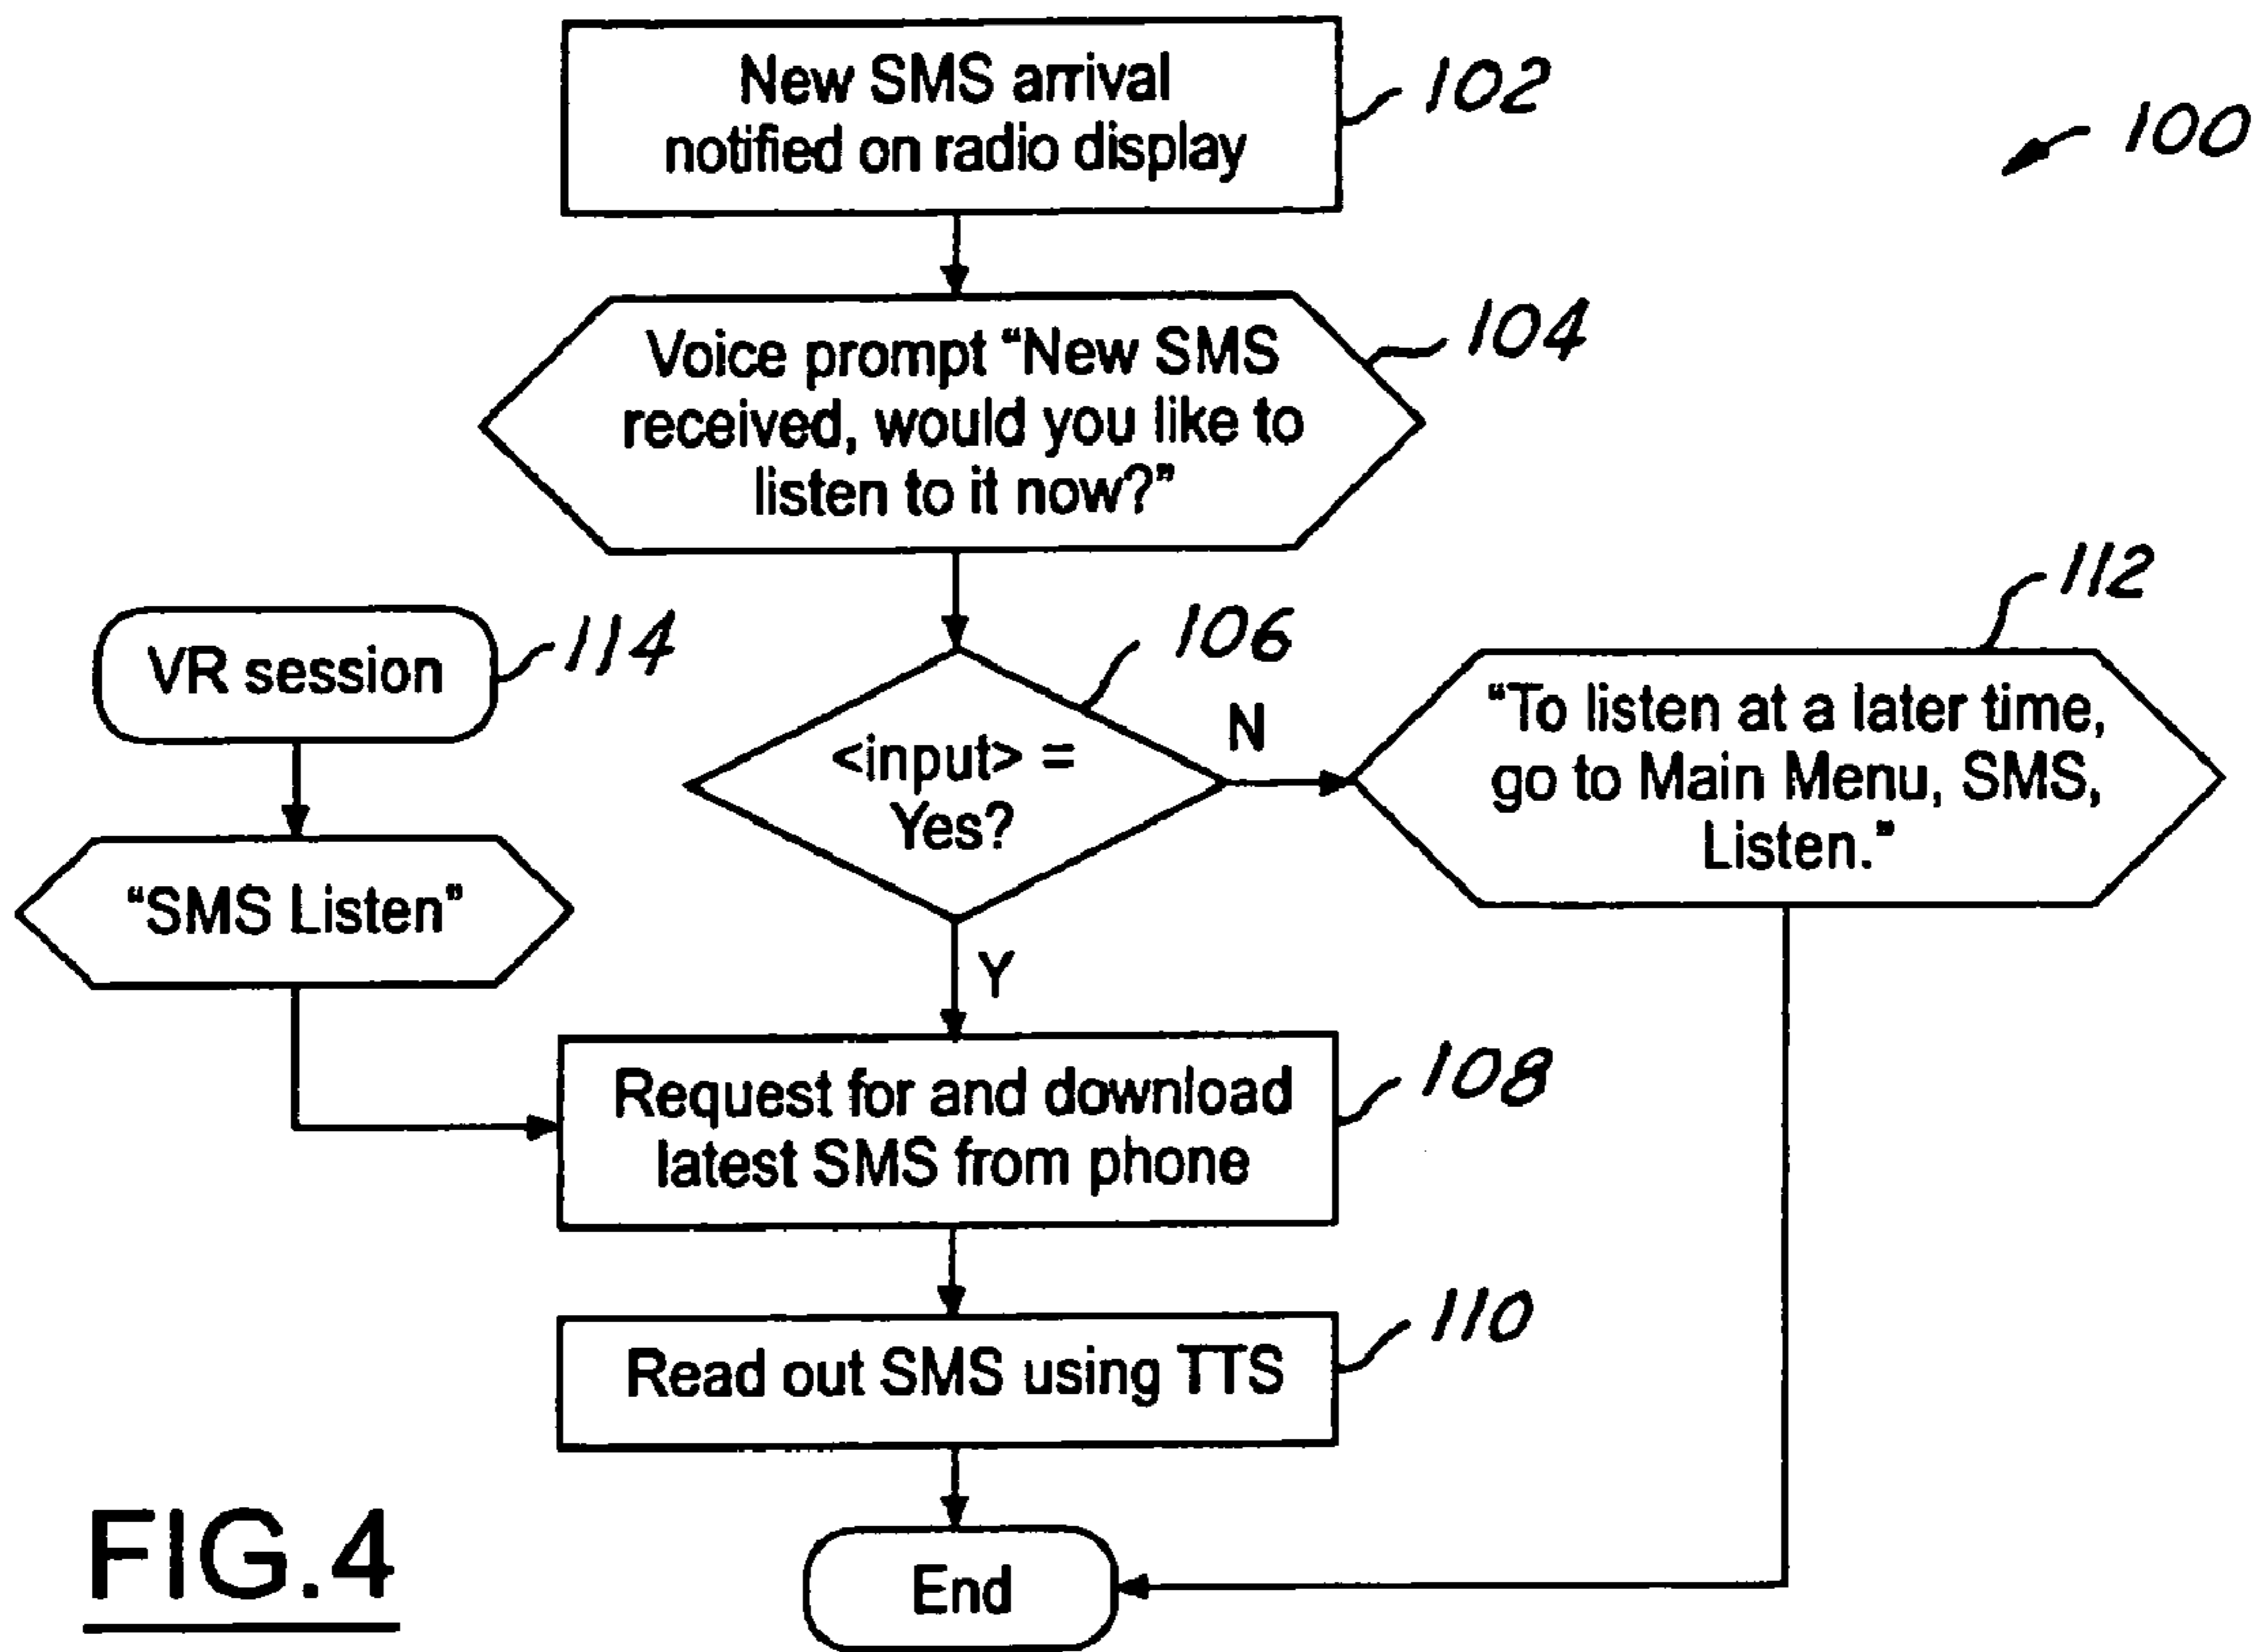 New SMS arrival
notified on radio display
102
100
Voice prompt “New SMS
received, would you like to
listen to it now?”
104
VR session
114
106
112
<input> =
Yes?
N
“To listen at a later time,
go to Main Menu, SMS,
Listen.”
“SMS Listen”
Y
Request for and download
latest SMS from phone
108
Read out SMS using TTS
110
End
FIG.4